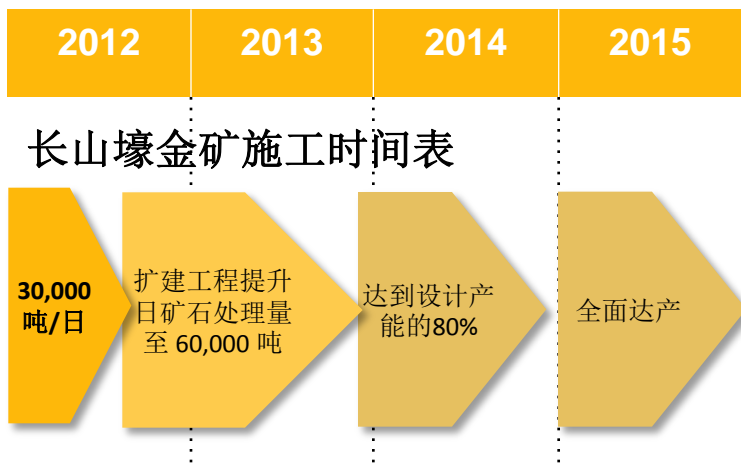 2012
2013
2014
2015
长山壕金矿施工时间表
30,000
吨/日
扩建工程提升
日矿石处理量
至 60,000 吨
达到设计产
能的80%
全面达产